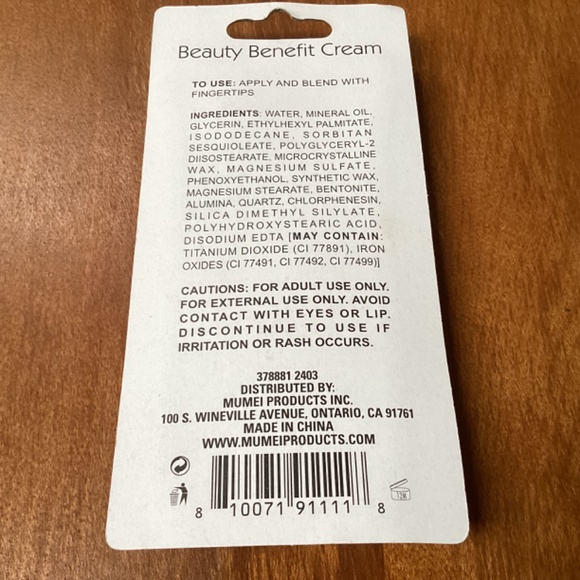 Beauty Benefit Cream
TO USE: APPLY AND BLEND WITH
FINGERTIPS
INGREDIENTS: WATER, MINERAL OIL,
GLYCERIN, ETHYLHEXYL PALMITATE,
ISODODECANE, SORBITAN
SESQUIOLEATE, POLYGLYCERYL-2
DIISOSTEARATE, MICROCRYSTALLINE
WAX, MAGNESIUM SULFATE,
PHENOXYETHANOL, SYNTHETIC WAX,
MAGNESIUM STEARATE, BENTONITE,
ALUMINA, QUARTZ, CHLORPHENESIN,
SILICA DIMETHYL SILYLATE,
POLYHYDROXYSTEARIC ACID,
DISODIUM EDTA [MAY CONTAIN:
TITANIUM DIOXIDE (CI 77891), IRON
OXIDES (CI 77491, CI 77492, CI 77499)]
CAUTIONS: FOR ADULT USE ONLY.
FOR EXTERNAL USE ONLY. AVOID
CONTACT WITH EYES OR LIP.
DISCONTINUE TO USE IF
IRRITATION OR RASH OCCURS.
378881 2403
DISTRIBUTED BY:
MUMEI PRODUCTS INC.
100 S. WINEVILLE AVENUE, ONTARIO, CA 91761
MADE IN CHINA
WWW.MUMEIPRODUCTS.COM
12M
8 10071 91111 8